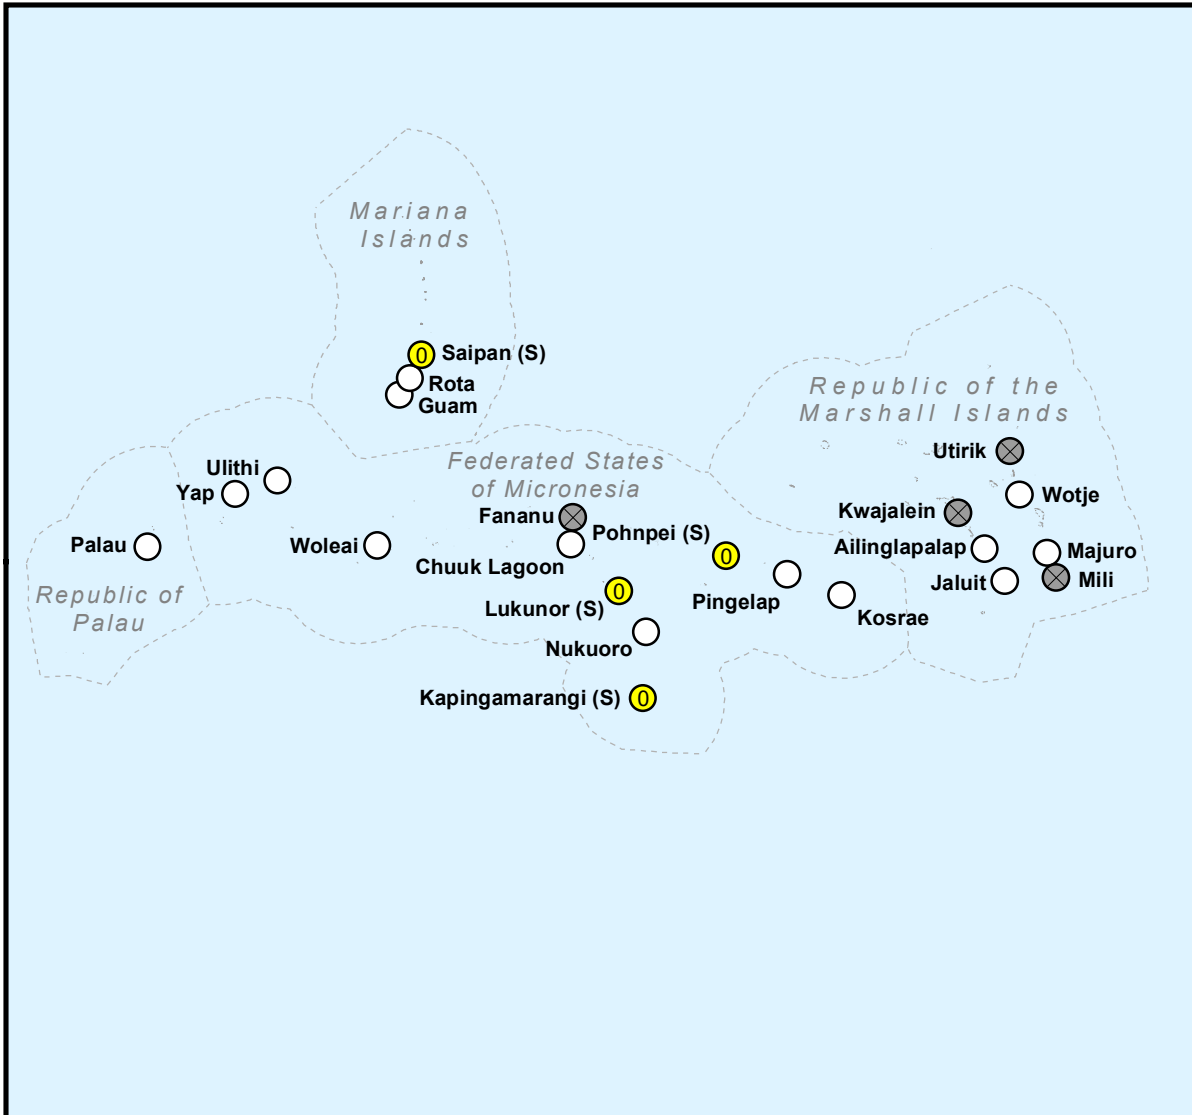 Mariana
Islands
0 Saipan (S)
Rota
Guam
Republic of the
Marshall Islands
Utirik
Ulithi
Yap
Federated States
of Micronesia
Wotje
Kwajalein
Fananu
Pohnpei (S)
0
Palau
Woleai
Chuuk Lagoon
Ailinglapalap
Majuro
Jaluit
Mili
Republic of
Palau
0
Lukunor (S)
Pingelap
Kosrae
Nukuoro
Kapingamarangi (S) 0